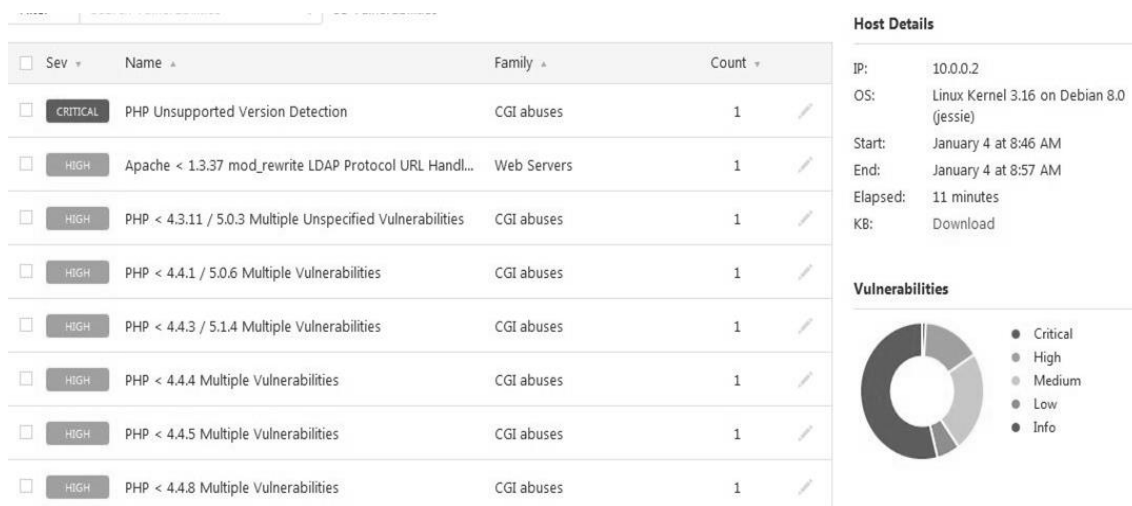 Host Details
Sev Name Family Count
CRITICAL PHP Unsupported Version Detection CGI abuses 1
HIGH Apache < 1.3.37 mod_rewrite LDAP Protocol URL Handl... Web Servers 1
HIGH PHP < 4.3.11 / 5.0.3 Multiple Unspecified Vulnerabilities CGI abuses 1
HIGH PHP < 4.4.1 / 5.0.6 Multiple Vulnerabilities CGI abuses 1
HIGH PHP < 4.4.3 / 5.1.4 Multiple Vulnerabilities CGI abuses 1
HIGH PHP < 4.4.4 Multiple Vulnerabilities CGI abuses 1
HIGH PHP < 4.4.5 Multiple Vulnerabilities CGI abuses 1
HIGH PHP < 4.4.8 Multiple Vulnerabilities CGI abuses 1
IP: 10.0.0.2
OS: Linux Kernel 3.16 on Debian 8.0
(jessie)
Start: January 4 at 8:46 AM
End: January 4 at 8:57 AM
Elapsed: 11 minutes
KB: Download
Vulnerabilities
Critical
High
Medium
Low
Info